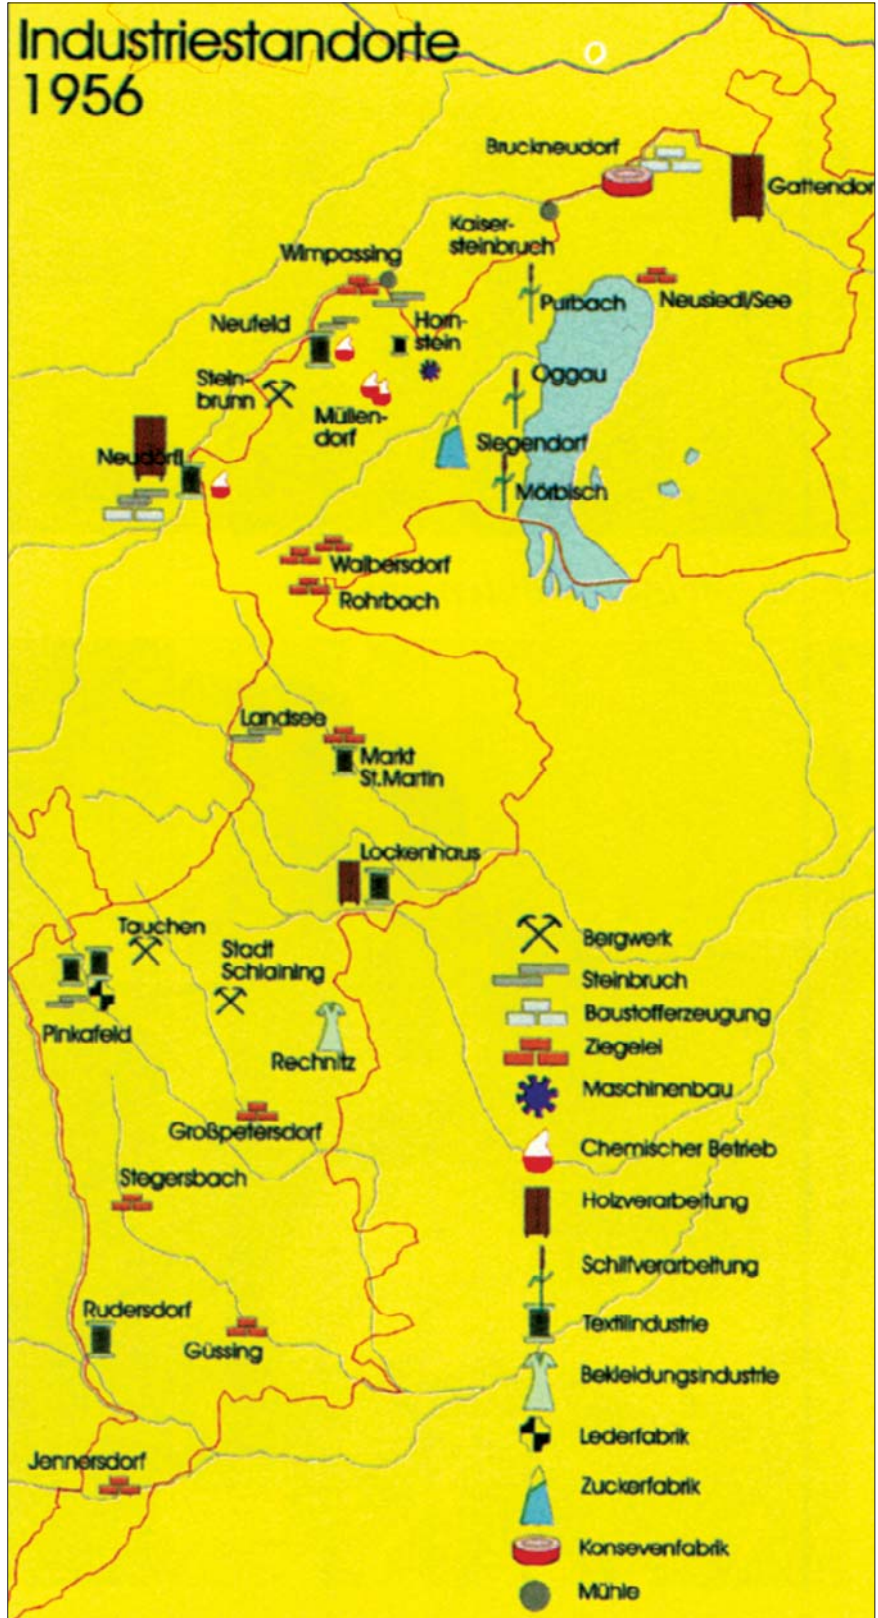 Industriestandorte
1956
Bruckneudorf
Gattendor
Kaiser-
steinbruch
Wimpassing
Purbach
Neusiedl/See
Neufeld
Horn-
stein
Stein-
brunn
Oggau
Müllen-
dorf
Siegendorf
Neudörfl
Mörbisch
Walbersdorf
Rohrbach
Landsee
Markt
St.Martin
Lockenhaus
Tauchen
Stadt
Schlaining
Pinkafeld
Rechnitz
Großpetersdorf
Stegersbach
Rudersdorf
Güssing
Jennersdorf
Bergwerk
Steinbruch
Baustofferzeugung
Ziegelei
Maschinenbau
Chemischer Betrieb
Holzverarbeitung
Schilfverarbeitung
Textilindustrie
Bekleidungsindustrie
Lederfabrik
Zuckerfabrik
Konsevenfabrik
Mühle